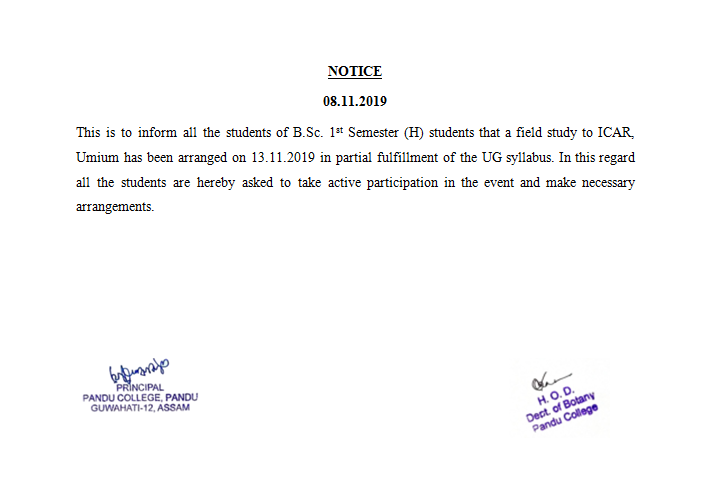 NOTICE
08.11.2019
This is to inform all the students of B.Sc. 1st Semester (H) students that a field study to ICAR,
Umium has been arranged on 13.11.2019 in partial fulfillment of the UG syllabus. In this regard
all the students are hereby asked to take active participation in the event and make necessary
arrangements.
PRINCIPAL
PANDU COLLEGE, PANDU
GUWAHATI-12, ASSAM
H. O. D.
Dept. of Botany
Pandu College